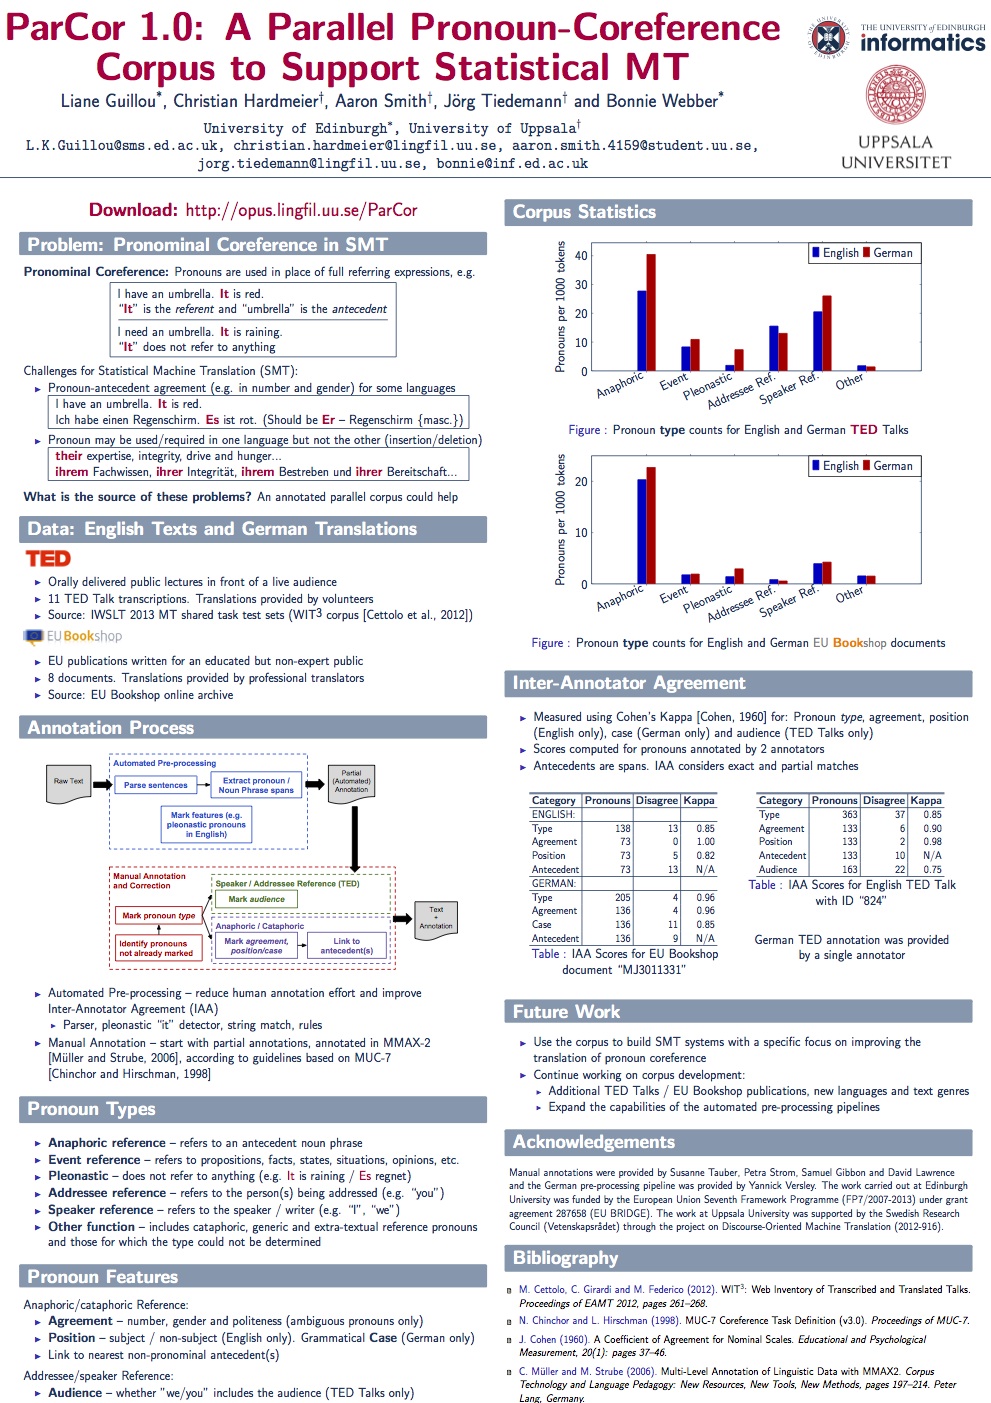 ParCor 1.0: A Parallel Pronoun-Coreference
Corpus to Support Statistical MT
Liane Guillou*, Christian Hardmeier†, Aaron Smith†, Jörg Tiedemann† and Bonnie Webber*
University of Edinburgh*, University of Uppsala†
L.K.Guillou@sms.ed.ac.uk, christian.hardmeier@lingfil.uu.se, aaron.smith.4159@student.uu.se,
jorg.tiedemann@lingfil.uu.se, bonnie@inf.ed.ac.uk
THE UNIVERSITY of EDINBURGH
informatics
UPPSALA
UNIVERSITET
Download: http://opus.lingfil.uu.se/ParCor
Problem: Pronominal Coreference in SMT
Pronominal Coreference: Pronouns are used in place of full referring expressions, e.g.
I have an umbrella. It is red.
"It" is the referent and "umbrella" is the antecedent
I need an umbrella. It is raining.
"It" does not refer to anything
Challenges for Statistical Machine Translation (SMT):
► Pronoun-antecedent agreement (e.g. in number and gender) for some languages
I have an umbrella. It is red.
Ich habe einen Regenschirm. Es ist rot. (Should be Er – Regenschirm {masc.})
► Pronoun may be used/required in one language but not the other (insertion/deletion)
their expertise, integrity, drive and hunger...
ihrem Fachwissen, ihrer Integrität, ihrem Bestreben und ihrer Bereitschaft...
What is the source of these problems? An annotated parallel corpus could help
Data: English Texts and German Translations
TED
► Orally delivered public lectures in front of a live audience
► 11 TED Talk transcriptions. Translations provided by volunteers
► Source: IWSLT 2013 MT shared task test sets (WIT3 corpus [Cettolo et al., 2012])
EU Bookshop
► EU publications written for an educated but non-expert public
► 8 documents. Translations provided by professional translators
► Source: EU Bookshop online archive
Annotation Process
Raw Text
Automated Pre-processing
Parse sentences
Extract pronoun /
Noun Phrase spans
Mark features (e.g.
pleonastic pronouns
in English)
Partial
(Automated)
Annotation
Manual Annotation
and Correction
Mark pronoun type
Identify pronouns
not already marked
Speaker / Addressee Reference (TED)
Mark audience
Anaphoric / Cataphoric
Mark agreement,
position/case
Link to
antecedent(s)
Text
+
Annotation
► Automated Pre-processing – reduce human annotation effort and improve
Inter-Annotator Agreement (IAA)
► Parser, pleonastic "it" detector, string match, rules
► Manual Annotation – start with partial annotations, annotated in MMAX-2
[Müller and Strube, 2006], according to guidelines based on MUC-7
[Chinchor and Hirschman, 1998]
Pronoun Types
► Anaphoric reference – refers to an antecedent noun phrase
► Event reference – refers to propositions, facts, states, situations, opinions, etc.
► Pleonastic – does not refer to anything (e.g. It is raining / Es regnet)
► Addressee reference – refers to the person(s) being addressed (e.g. "you")
► Speaker reference – refers to the speaker / writer (e.g. "I", "we")
► Other function – includes cataphoric, generic and extra-textual reference pronouns
and those for which the type could not be determined
Pronoun Features
Anaphoric/cataphoric Reference:
► Agreement – number, gender and politeness (ambiguous pronouns only)
► Position – subject / non-subject (English only). Grammatical Case (German only)
► Link to nearest non-pronominal antecedent(s)
Addressee/speaker Reference:
► Audience – whether "we/you" includes the audience (TED Talks only)
Corpus Statistics
Pronouns per 1000 tokens
40
30
20
10
0
English German
Anaphoric Event Pleonastic Addressee Ref. Speaker Ref. Other
Figure : Pronoun type counts for English and German TED Talks
Pronouns per 1000 tokens
20
10
0
English German
Anaphoric Event Pleonastic Addressee Ref. Speaker Ref. Other
Figure : Pronoun type counts for English and German EU Bookshop documents
Inter-Annotator Agreement
► Measured using Cohen's Kappa [Cohen, 1960] for: Pronoun type, agreement, position
(English only), case (German only) and audience (TED Talks only)
► Scores computed for pronouns annotated by 2 annotators
► Antecedents are spans. IAA considers exact and partial matches
Category Pronouns Disagree Kappa
ENGLISH:
Type 138 13 0.85
Agreement 73 0 1.00
Position 73 5 0.82
Antecedent 73 13 N/A
GERMAN:
Type 205 4 0.96
Agreement 136 4 0.96
Case 136 11 0.85
Antecedent 136 9 N/A
Table : IAA Scores for EU Bookshop
document "MJ3011331"
Category Pronouns Disagree Kappa
Type 363 37 0.85
Agreement 133 6 0.90
Position 133 2 0.98
Antecedent 133 10 N/A
Audience 163 22 0.75
Table : IAA Scores for English TED Talk
with ID "824"
German TED annotation was provided
by a single annotator
Future Work
► Use the corpus to build SMT systems with a specific focus on improving the
translation of pronoun coreference
► Continue working on corpus development:
► Additional TED Talks / EU Bookshop publications, new languages and text genres
► Expand the capabilities of the automated pre-processing pipelines
Acknowledgements
Manual annotations were provided by Susanne Tauber, Petra Strom, Samuel Gibbon and David Lawrence
and the German pre-processing pipeline was provided by Yannick Versley. The work carried out at Edinburgh
University was funded by the European Union Seventh Framework Programme (FP7/2007-2013) under grant
agreement 287658 (EU BRIDGE). The work at Uppsala University was supported by the Swedish Research
Council (Vetenskapsrådet) through the project on Discourse-Oriented Machine Translation (2012-916).
Bibliography
M. Cettolo, C. Girardi and M. Federico (2012). WIT3: Web Inventory of Transcribed and Translated Talks.
Proceedings of EAMT 2012, pages 261–268.
N. Chinchor and L. Hirschman (1998). MUC-7 Coreference Task Definition (v3.0). Proceedings of MUC-7.
J. Cohen (1960). A Coefficient of Agreement for Nominal Scales. Educational and Psychological
Measurement, 20(1): pages 37–46.
C. Müller and M. Strube (2006). Multi-Level Annotation of Linguistic Data with MMAX2. Corpus
Technology and Language Pedagogy: New Resources, New Tools, New Methods, pages 197–214. Peter
Lang, Germany.